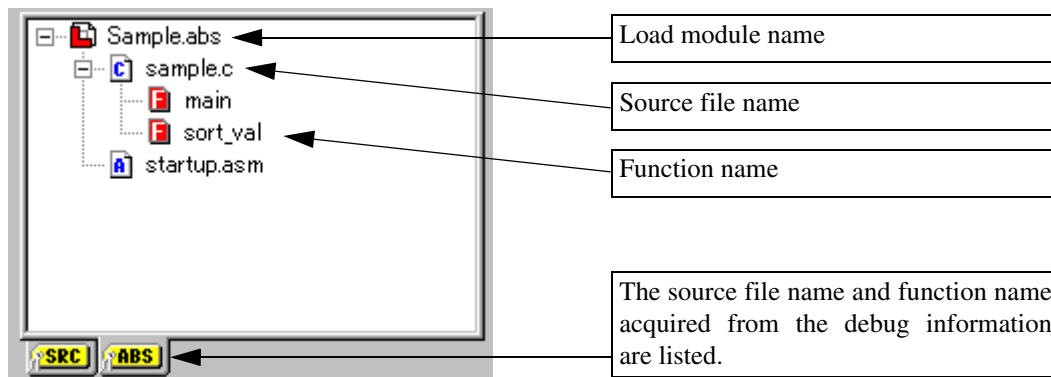 Sample.abs
Load module name
C sample.c
Source file name
F main
F sort_val
Function name
A startup.asm
The source file name and function name
acquired from the debug information
are listed.
SRC ABS